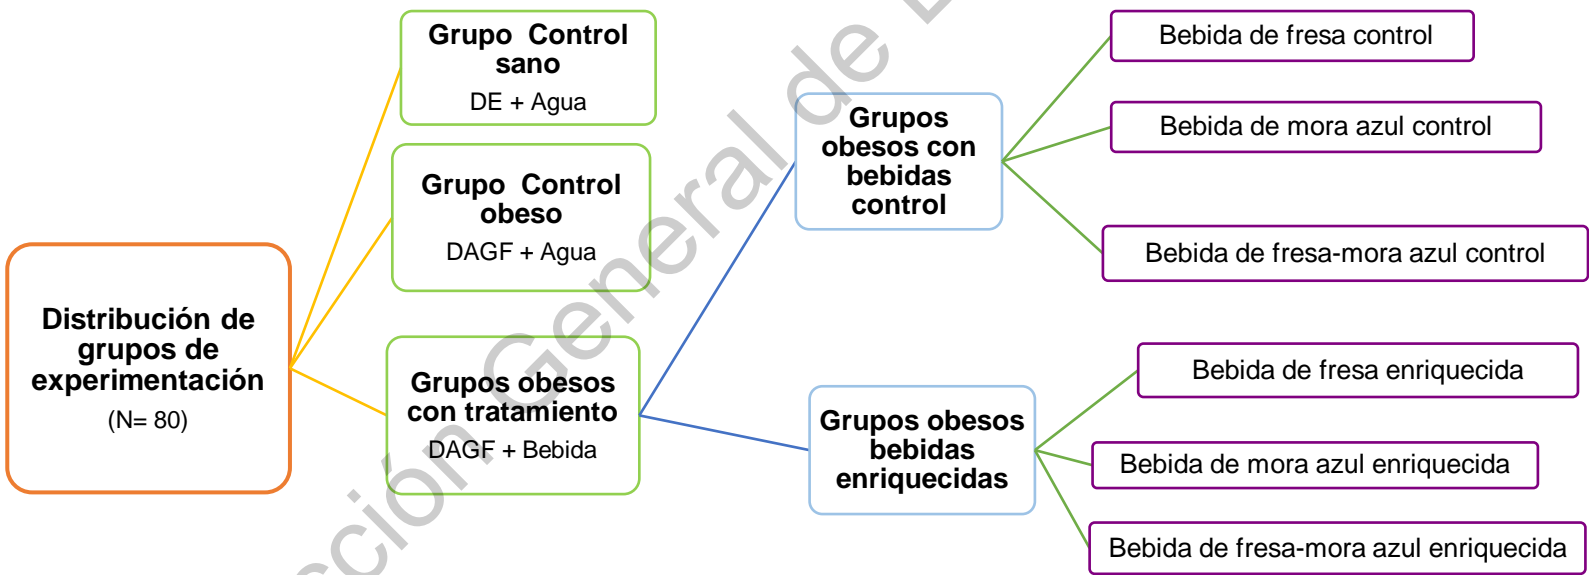 Distribución de
grupos de
experimentación
(N= 80)
Grupo Control
sano
DE + Agua
Grupo Control
obeso
DAGF + Agua
Grupos obesos
con tratamiento
DAGF + Bebida
Grupos
obesos con
bebidas
control
Grupos obesos
bebidas
enriquecidas
Bebida de fresa control
Bebida de mora azul control
Bebida de fresa-mora azul control
Bebida de fresa enriquecida
Bebida de mora azul enriquecida
Bebida de fresa-mora azul enriquecida
General de